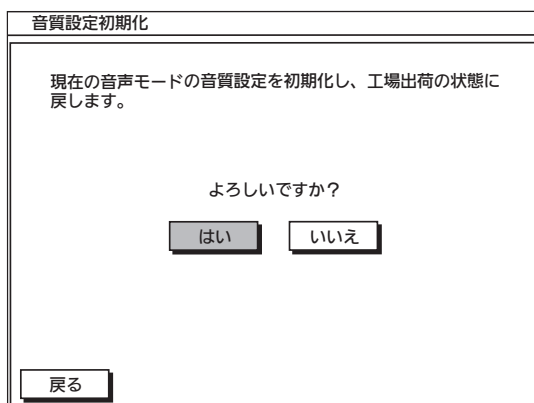 音質設定初期化
現在の音声モードの音質設定を初期化し、工場出荷の状態に
戻します。
よろしいですか？
はい
いいえ
戻る